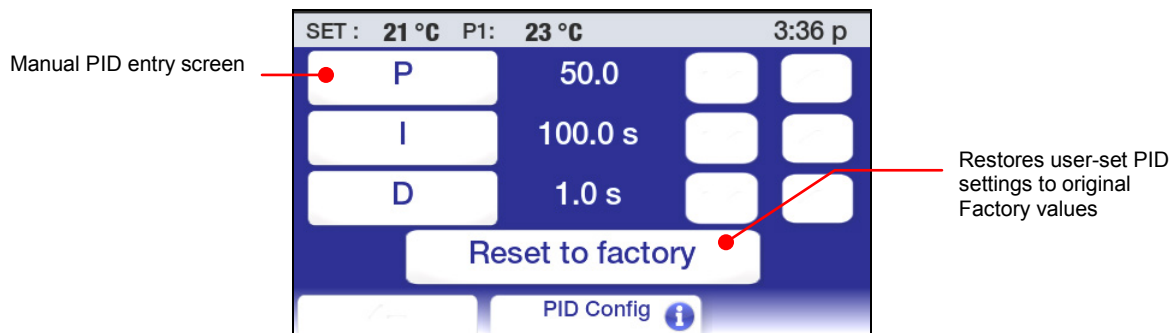 SET : 21 °C P1: 23 °C 3:36 p
Manual PID entry screen
P 50.0
I 100.0 s
D 1.0 s
Restores user-set PID
settings to original
Factory values
Reset to factory
PID Config i